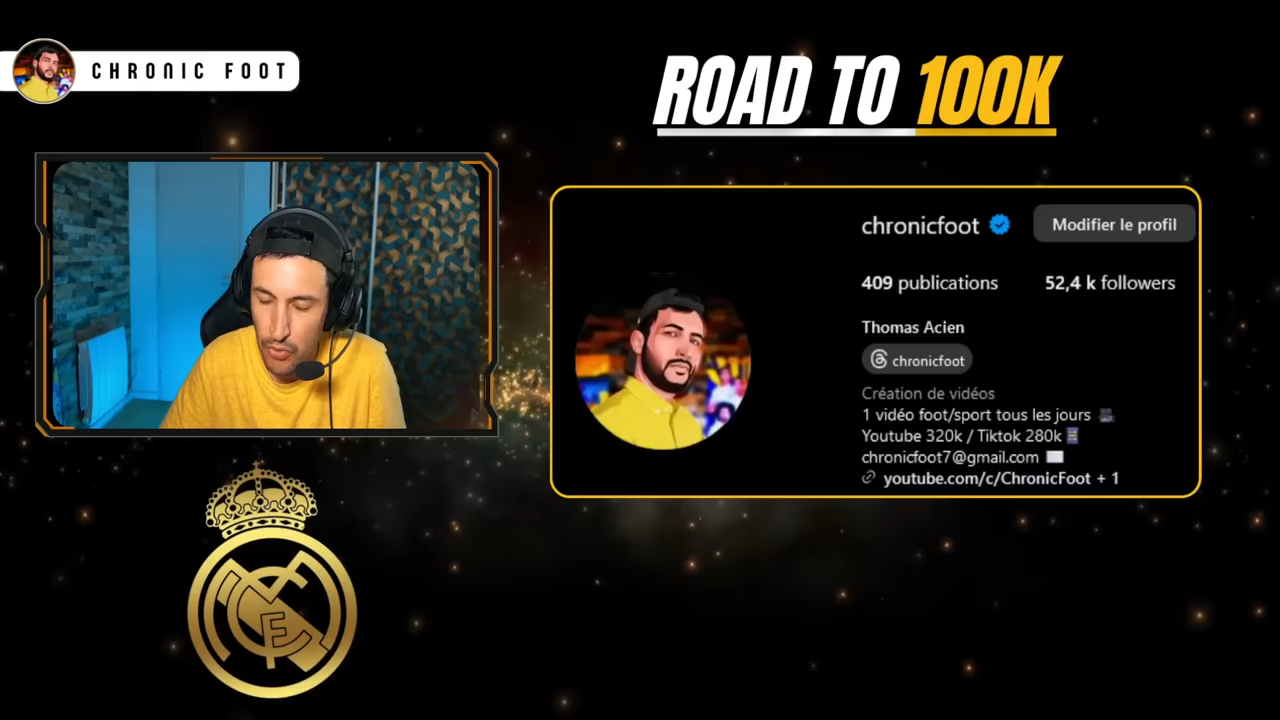 CHRONIC FOOT
ROAD TO 100K
chronicfoot
Modifier le profil
409 publications
52,4 k followers
Thomas Acien
chronicfoot
Création de vidéos
1 vidéo foot/sport tous les jours
Youtube 320k / Tiktok 280k
chronicfoot7@gmail.com
youtube.com/c/ChronicFoot + 1